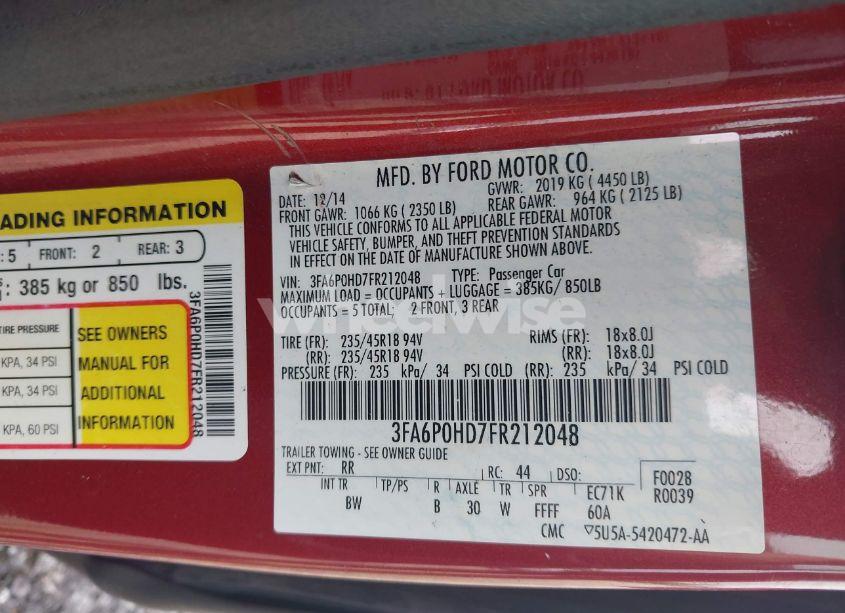 MFD. BY FORD MOTOR CO.
DATE: 12/14 GVWR: 2019 KG ( 4450 LB)
FRONT GAWR: 1066 KG ( 2350 LB) REAR GAWR: 964 KG ( 2125 LB)
THIS VEHICLE CONFORMS TO ALL APPLICABLE FEDERAL MOTOR
VEHICLE SAFETY, BUMPER, AND THEFT PREVENTION STANDARDS
IN EFFECT ON THE DATE OF MANUFACTURE SHOWN ABOVE.
VIN: 3FA6P0HD7FR212048 TYPE: Passenger Car
MAXIMUM LOAD = OCCUPANTS + LUGGAGE = 385KG/ 850LB
OCCUPANTS = 5 TOTAL; 2 FRONT, 3 REAR
TIRE (FR): 235/45R18 94V RIMS (FR): 18x8.0J
(RR): 235/45R18 94V (RR): 18x8.0J
PRESSURE (FR): 235 kPa/ 34 PSI COLD (RR): 235 kPa/ 34 PSI COLD
3FA6P0HD7FR212048
TRAILER TOWING - SEE OWNER GUIDE
EXT PNT: RR RC: 44 DSO: F0028
INT TR TP/PS R AXLE TR SPR EC71K R0039
BW B 30 W FFFF 60A
CMC ▽5U5A-5420472-AA
ADING INFORMATION
: 5 FRONT: 2 REAR: 3
: 385 kg or 850 lbs.
TIRE PRESSURE
KPA, 34 PSI
KPA, 34 PSI
KPA, 60 PSI
SEE OWNERS
MANUAL FOR
ADDITIONAL
INFORMATION
3FA6P0HD7FR212048
wheelwise